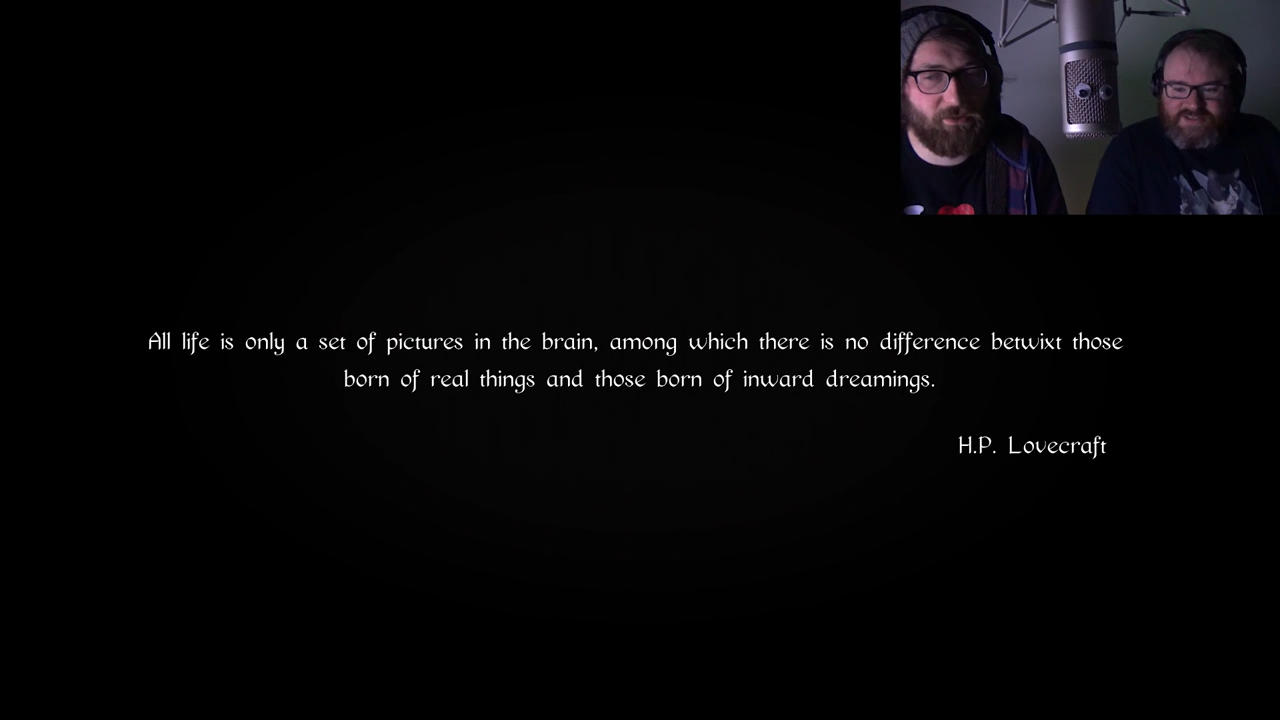 All life is only a set of pictures in the brain, among which there is no difference betwixt those
born of real things and those born of inward dreamings.
H.P. Lovecraft